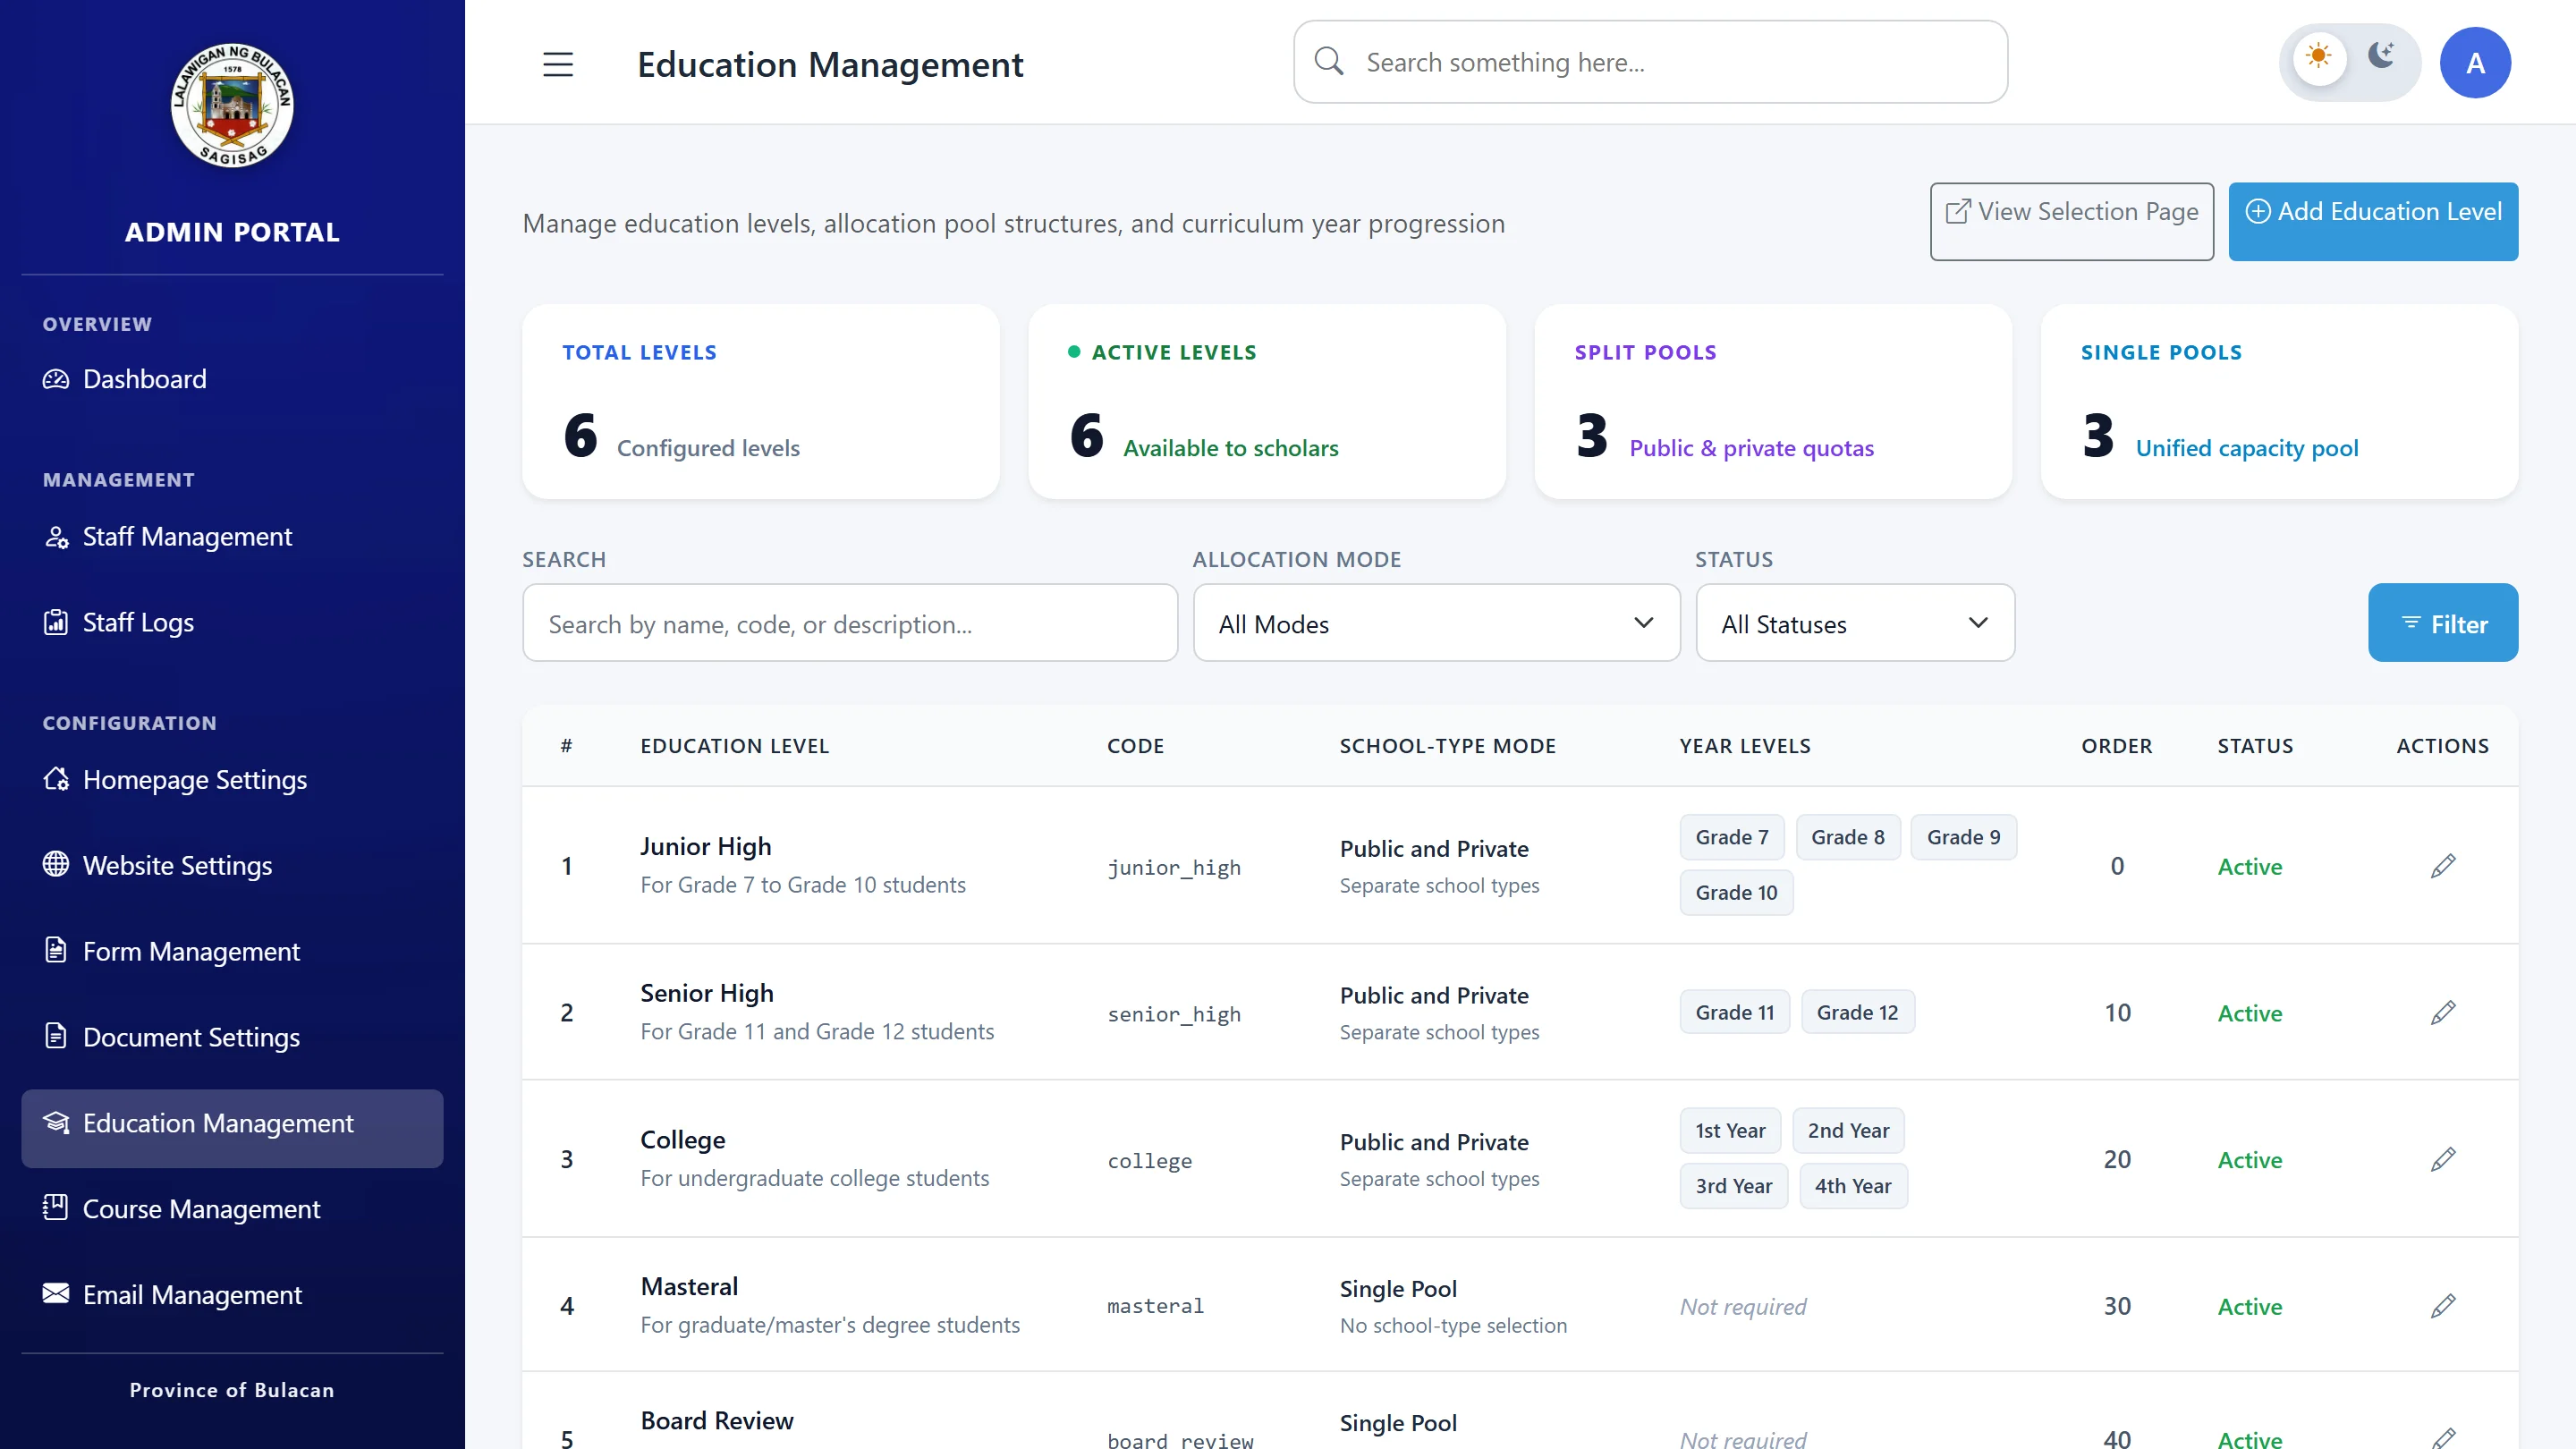 LALAWIGAN NG BULACAN
1578
SAGISAG
ADMIN PORTAL
OVERVIEW
Dashboard
MANAGEMENT
Staff Management
Staff Logs
CONFIGURATION
Homepage Settings
Website Settings
Form Management
Document Settings
Education Management
Course Management
Email Management
Province of Bulacan
Education Management
Search something here...
A
Manage education levels, allocation pool structures, and curriculum year progression
View Selection Page
Add Education Level
TOTAL LEVELS
6 Configured levels
ACTIVE LEVELS
6 Available to scholars
SPLIT POOLS
3 Public & private quotas
SINGLE POOLS
3 Unified capacity pool
SEARCH
Search by name, code, or description...
ALLOCATION MODE
All Modes
STATUS
All Statuses
Filter
# EDUCATION LEVEL CODE SCHOOL-TYPE MODE YEAR LEVELS ORDER STATUS ACTIONS
1
Junior High
For Grade 7 to Grade 10 students
junior_high
Public and Private
Separate school types
Grade 7 Grade 8 Grade 9
Grade 10
0
Active
2
Senior High
For Grade 11 and Grade 12 students
senior_high
Public and Private
Separate school types
Grade 11 Grade 12
10
Active
3
College
For undergraduate college students
college
Public and Private
Separate school types
1st Year 2nd Year
3rd Year 4th Year
20
Active
4
Masteral
For graduate/master's degree students
masteral
Single Pool
No school-type selection
Not required
30
Active
5
Board Review
board_review
Single Pool
Not required
40
Active